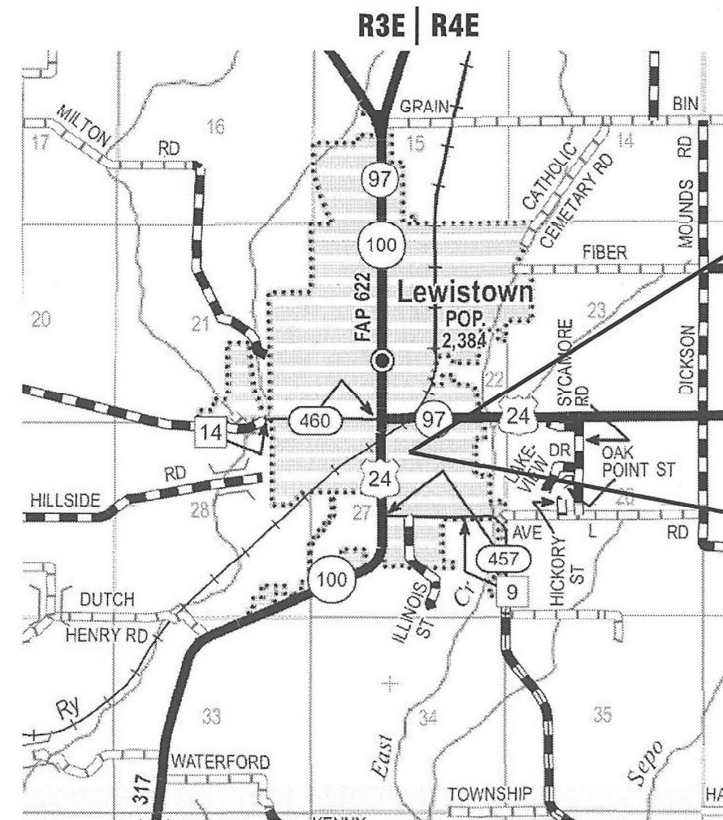 R3E | R4E
GRAIN
BIN
MILTON
RD
17
16
15
14
97
CATHOLIC
CEMETARY RD
MOUNDS RD
100
FIBER
FAP 622
Lewistown
POP.
2,384
20
21
22
23
SYCAMORE
RD
DICKSON
460
97
24
14
DR
LAKE-
VIEW
OAK
POINT ST
HILLSIDE
RD
28
24
27
26
AVE
L
RD
457
HICKORY
ST
100
9
ILLINOIS
ST
Cr
DUTCH
HENRY RD
Ry
33
34
35
East
Sepo
WATERFORD
317
TOWNSHIP
HA
KENNY